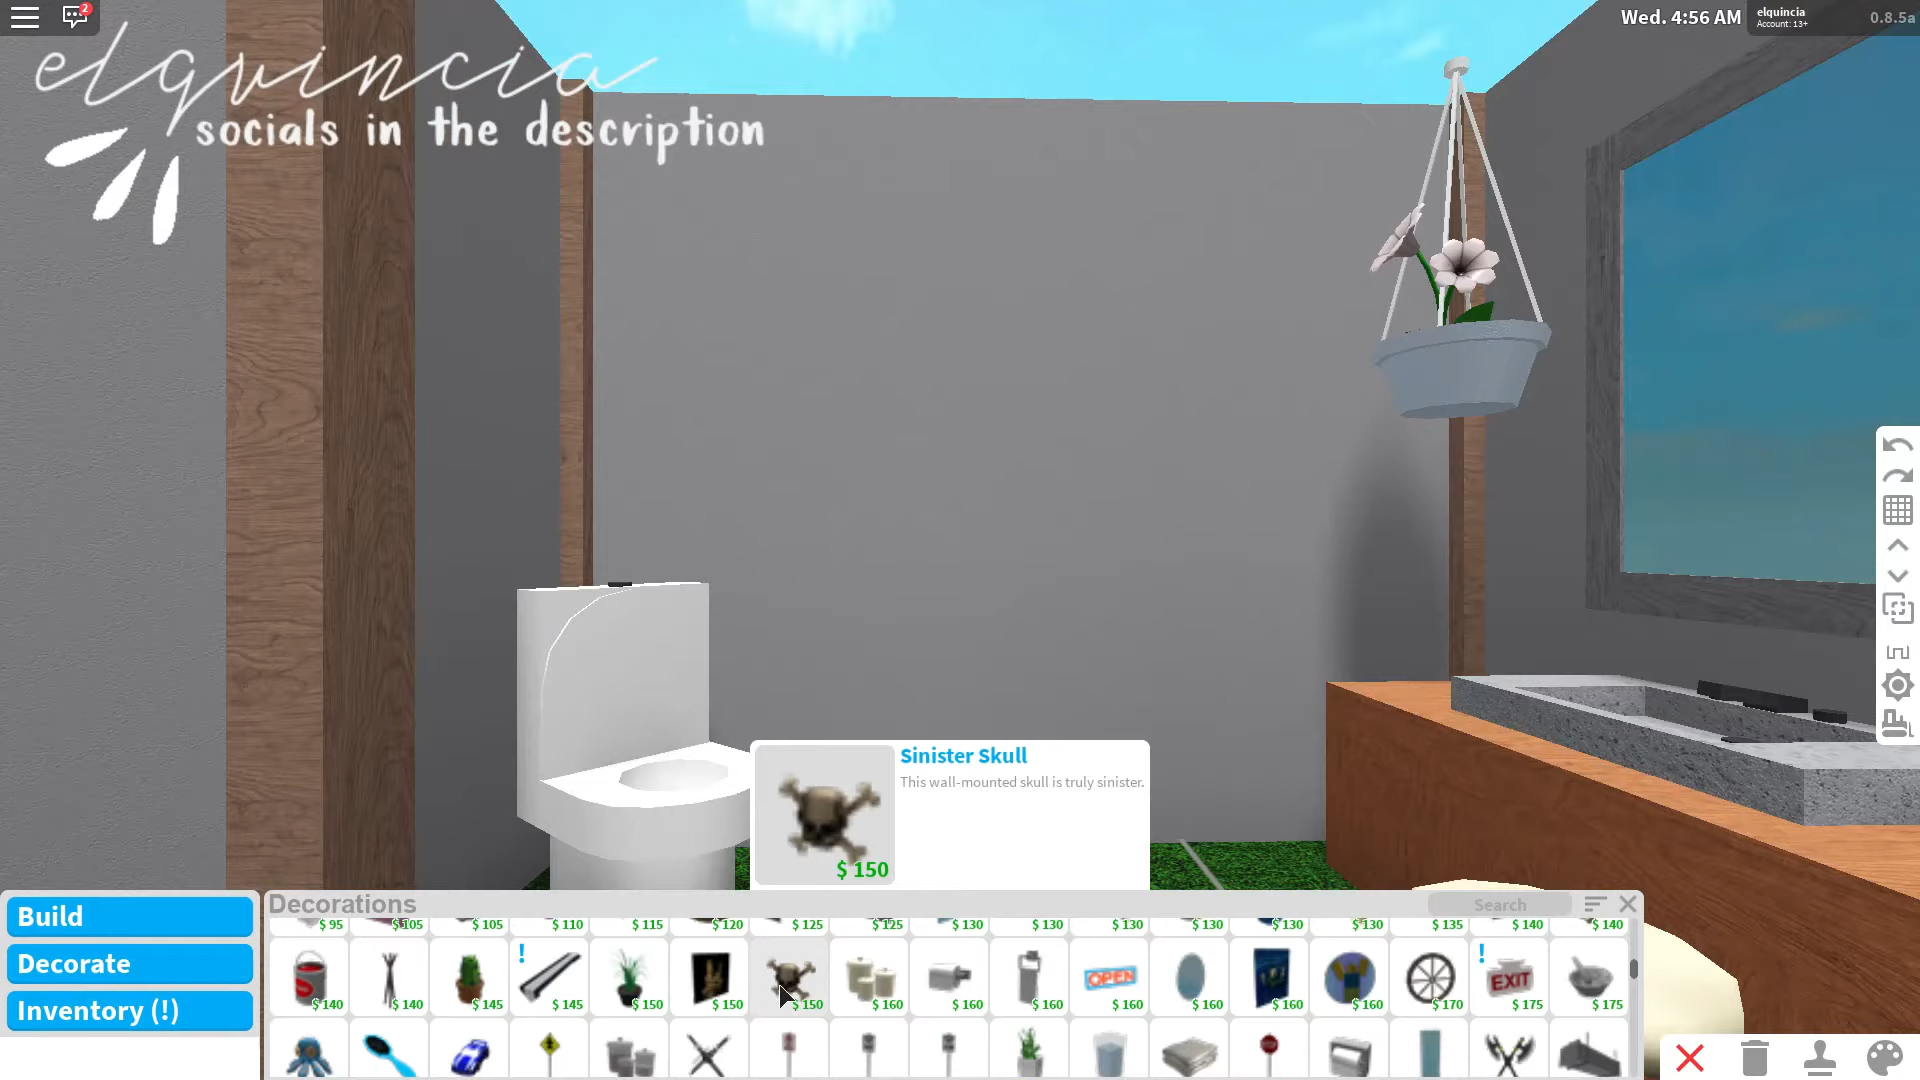 Wed. 4:56 AM
elquincia
Account: 13+
0.8.5a
2
elquincia
socials in the description
Sinister Skull
This wall-mounted skull is truly sinister.
$ 150
Build
Decorate
Inventory (!)
Decorations
Search
$ 95 $ 105 $ 105 $ 110 $ 115 $ 120 $ 125 $ 125 $ 130 $ 130 $ 130 $ 130 $ 130 $ 130 $ 135 $ 140 $ 140
! OPEN ! EXIT
$ 140 $ 140 $ 145 $ 145 $ 150 $ 150 $ 150 $ 160 $ 160 $ 160 $ 160 $ 160 $ 160 $ 160 $ 170 $ 175 $ 175